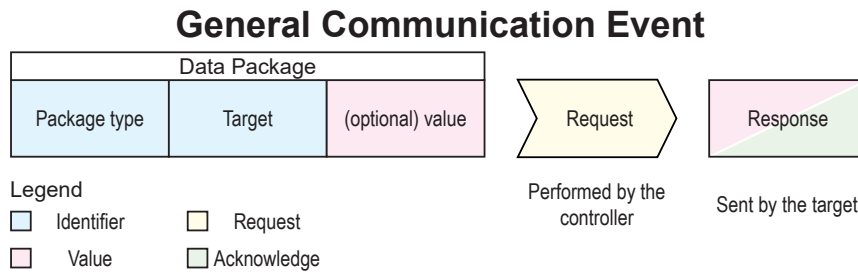 General Communication Event
Data Package
Package type Target (optional) value Request Response
Performed by the
controller
Sent by the target
Legend
Identifier Request
Value Acknowledge